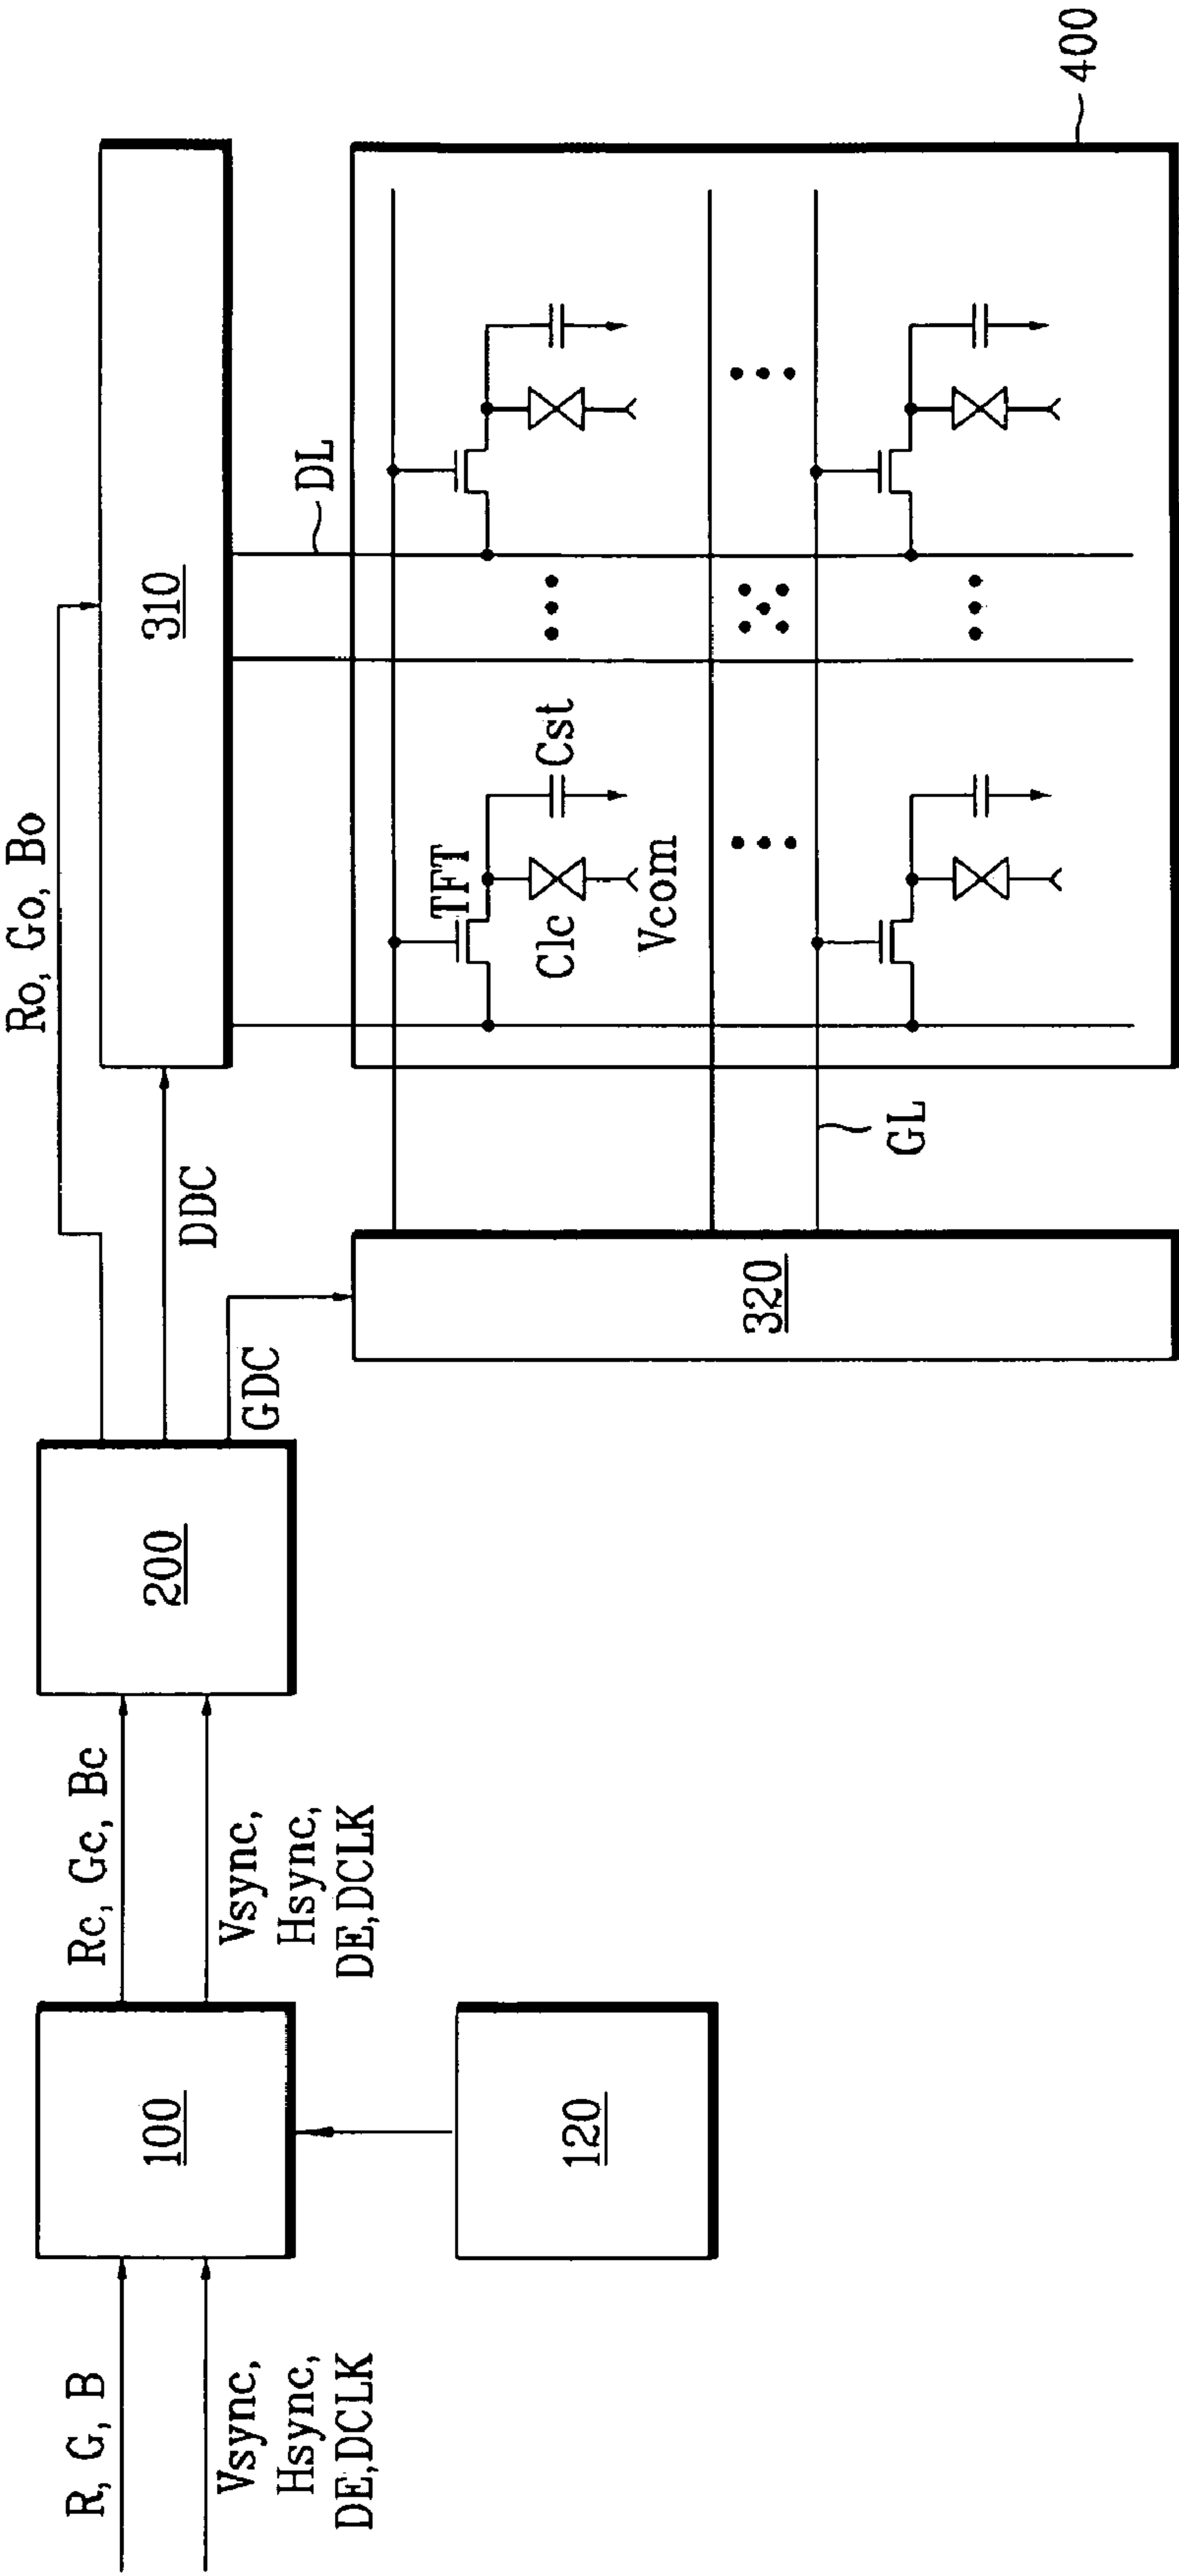 R, G, B
Vsync,
Hsync,
DE,DCLK
100
120
Rc, Gc, Bc
Vsync,
Hsync,
DE,DCLK
200
Ro, Go, Bo
DDC
GDC
310
320
DL
GL
TFT
Clc
Cst
Vcom
400